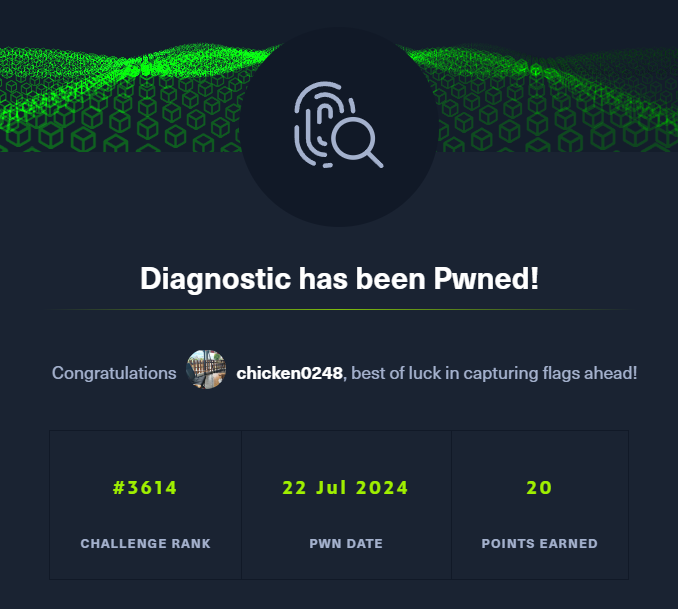 Diagnostic has been Pwned!
Congratulations chicken0248, best of luck in capturing flags ahead!
#3614 22 Jul 2024 20
CHALLENGE RANK PWN DATE POINTS EARNED